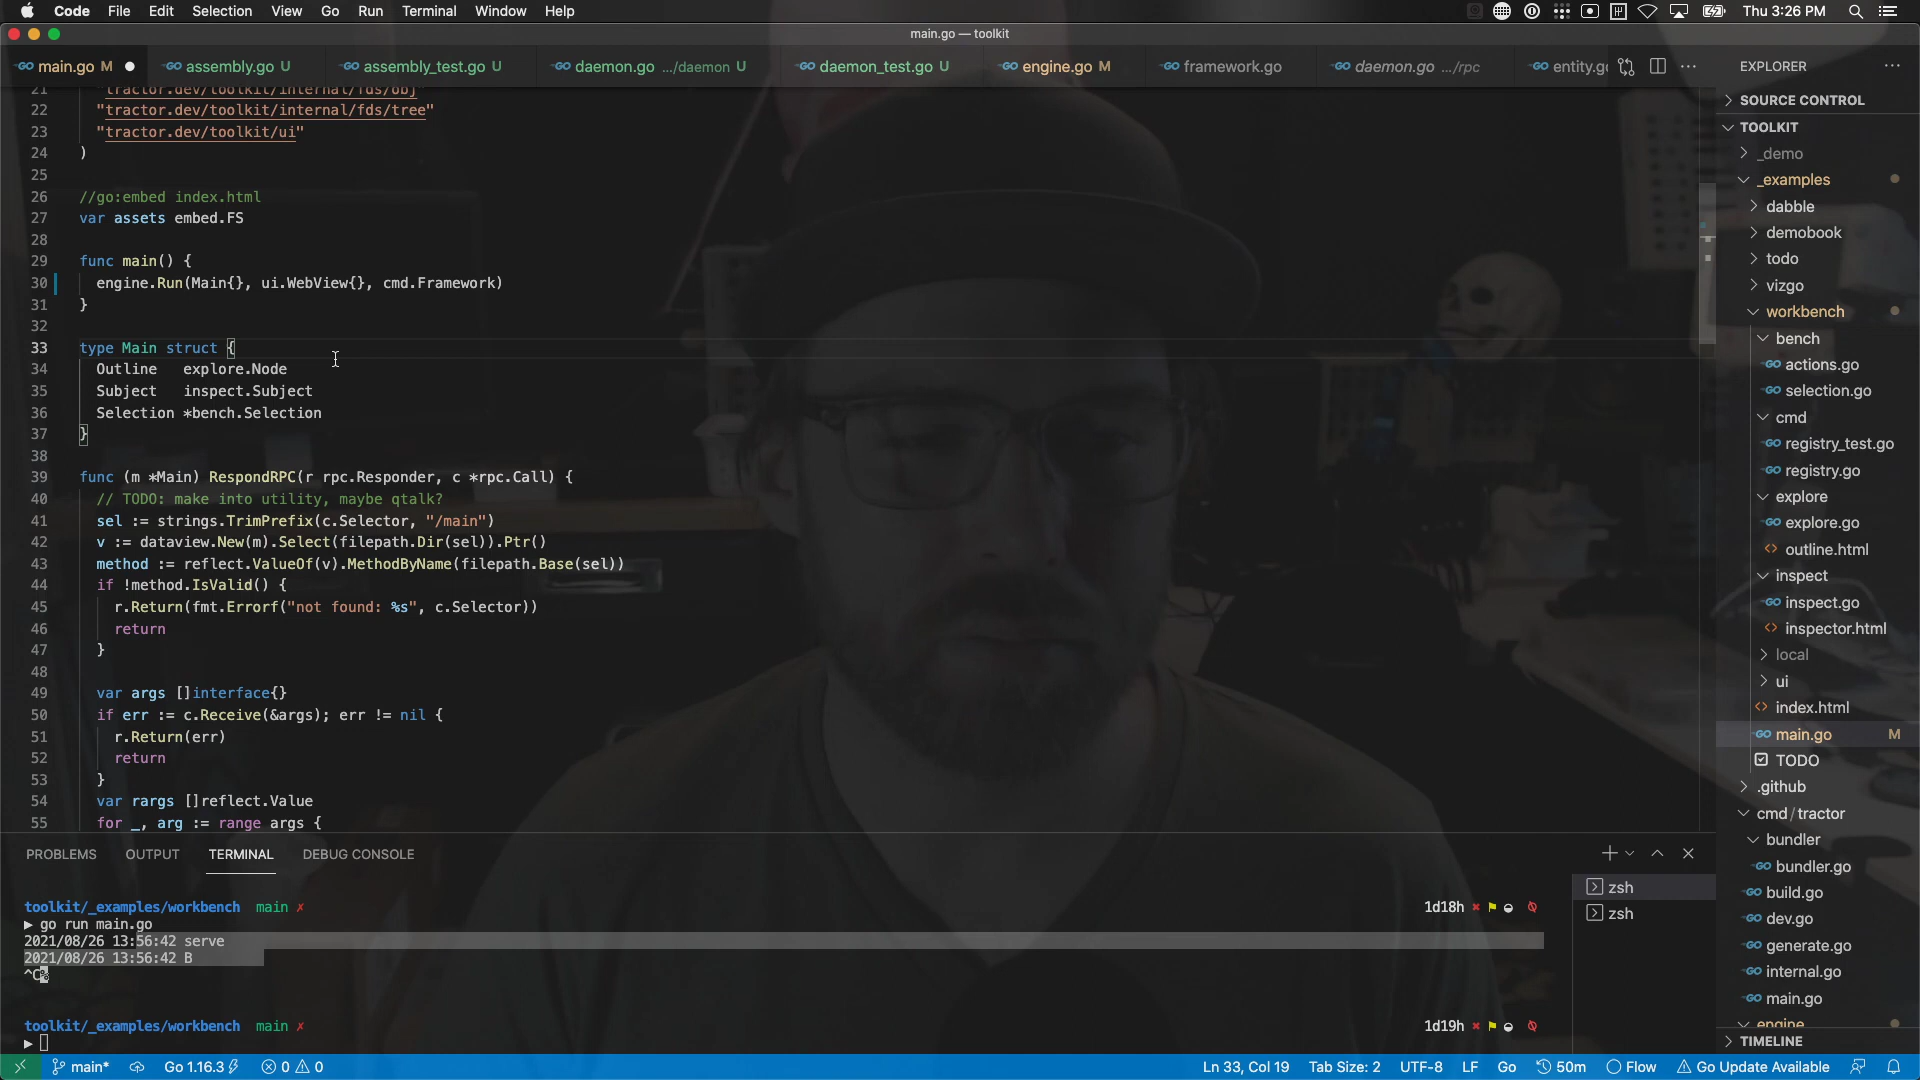 Code File Edit Selection View Go Run Terminal Window Help Thu 3:26 PM
main.go — toolkit
main.go M assembly.go U assembly_test.go U daemon.go .../daemon U daemon_test.go U engine.go M framework.go daemon.go .../rpc entity.g
21 "tractor.dev/toolkit/internal/fds/obj"
22 "tractor.dev/toolkit/internal/fds/tree"
23 "tractor.dev/toolkit/ui"
24 )
25
26 //go:embed index.html
27 var assets embed.FS
28
29 func main() {
30 engine.Run(Main{}, ui.WebView{}, cmd.Framework)
31 }
32
33 type Main struct {
34 Outline explore.Node
35 Subject inspect.Subject
36 Selection *bench.Selection
37 }
38
39 func (m *Main) RespondRPC(r rpc.Responder, c *rpc.Call) {
40 // TODO: make into utility, maybe qtalk?
41 sel := strings.TrimPrefix(c.Selector, "/main")
42 v := dataview.New(m).Select(filepath.Dir(sel)).Ptr()
43 method := reflect.ValueOf(v).MethodByName(filepath.Base(sel))
44 if !method.IsValid() {
45 r.Return(fmt.Errorf("not found: %s", c.Selector))
46 return
47 }
48
49 var args []interface{}
50 if err := c.Receive(&args); err != nil {
51 r.Return(err)
52 return
53 }
54 var rargs []reflect.Value
55 for _, arg := range args {
PROBLEMS OUTPUT TERMINAL DEBUG CONSOLE
toolkit/_examples/workbench main ✗ 1d18h
▶ go run main.go
2021/08/26 13:56:42 serve
2021/08/26 13:56:42 B
^C%
toolkit/_examples/workbench main ✗ 1d19h
▶
zsh
zsh
EXPLORER
SOURCE CONTROL
TOOLKIT
_demo
_examples
dabble
demobook
todo
vizgo
workbench
bench
actions.go
selection.go
cmd
registry_test.go
registry.go
explore
explore.go
outline.html
inspect
inspect.go
inspector.html
local
ui
index.html
main.go M
TODO
.github
cmd / tractor
bundler
bundler.go
build.go
dev.go
generate.go
internal.go
main.go
engine
TIMELINE
main* Go 1.16.3 0 0 Ln 33, Col 19 Tab Size: 2 UTF-8 LF Go 50m Flow Go Update Available